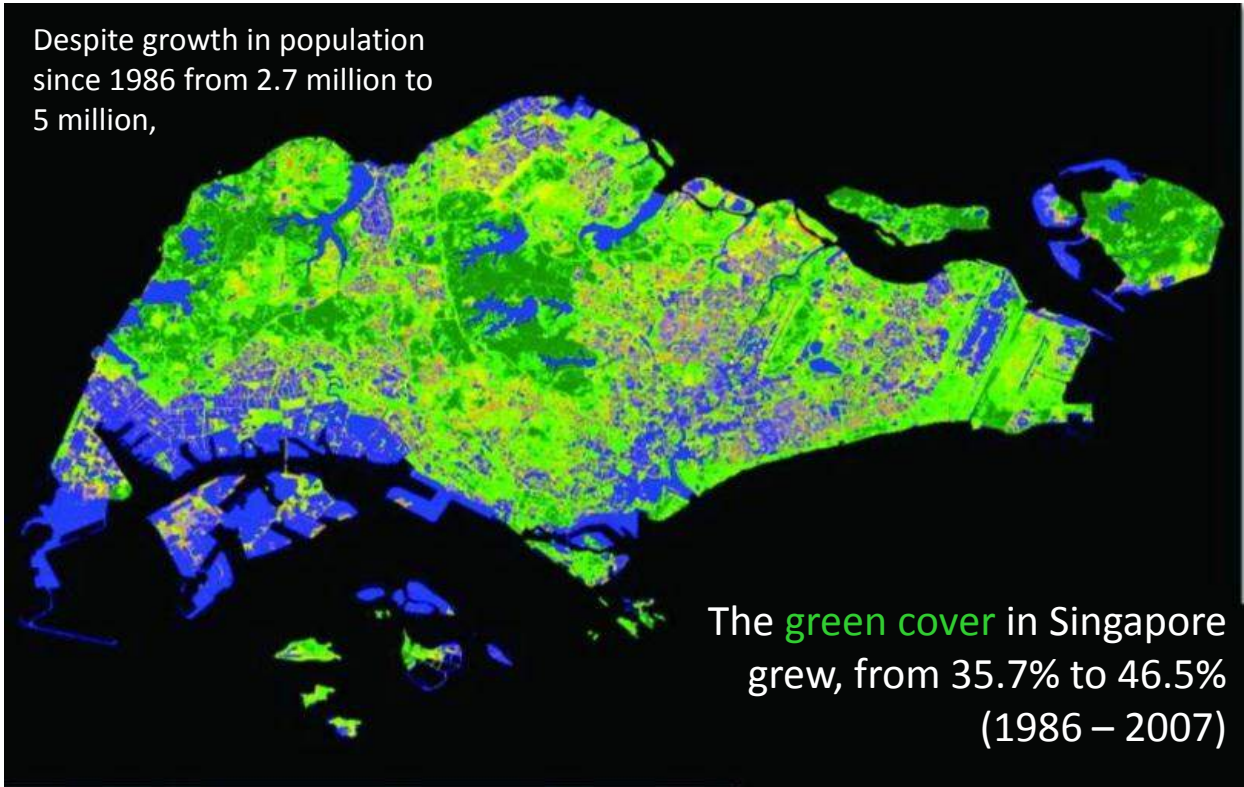 Despite growth in population
since 1986 from 2.7 million to
5 million,
The green cover in Singapore
grew, from 35.7% to 46.5%
(1986 – 2007)